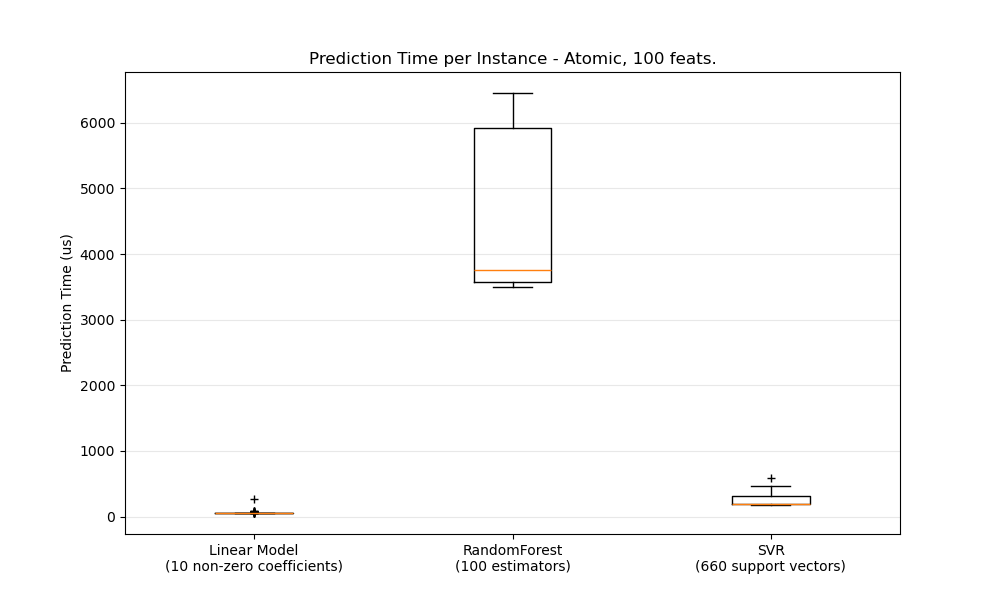 Prediction Time per Instance - Atomic, 100 feats.
Prediction Time (us)
6000
5000
4000
3000
2000
1000
0
Linear Model
(10 non-zero coefficients)
RandomForest
(100 estimators)
SVR
(660 support vectors)